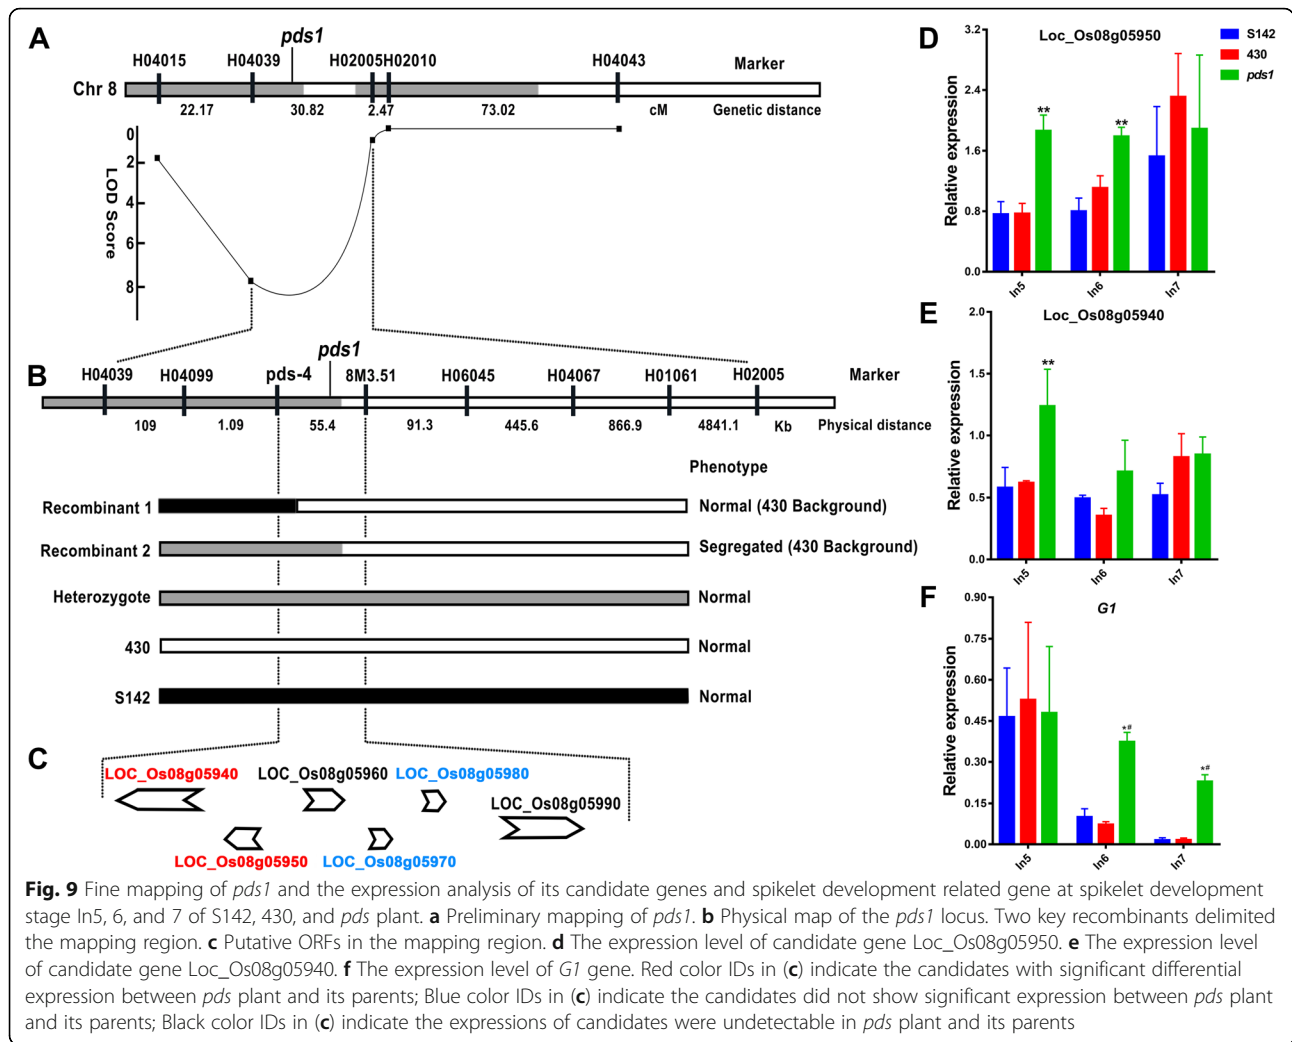 A
pds1
H04015 H04039 H02005 H02010 H04043 Marker
Chr 8
22.17 30.82 2.47 73.02 cM Genetic distance
0
2
4
6
8
LOD Score
pds1
B
H04039 H04099 pds-4 8M3.51 H06045 H04067 H01061 H02005 Marker
109 1.09 55.4 91.3 445.6 866.9 4841.1 Kb Physical distance
Phenotype
Recombinant 1 Normal (430 Background)
Recombinant 2 Segregated (430 Background)
Heterozygote Normal
430 Normal
S142 Normal
C
LOC_Os08g05940 LOC_Os08g05960 LOC_Os08g05980
LOC_Os08g05990
LOC_Os08g05950 LOC_Os08g05970
D
Loc_Os08g05950
S142
430
pds1
Relative expression
3.2
2.4
1.6
0.8
0.0
** **
In5 In6 In7
E
Loc_Os08g05940
Relative expression
2.0
1.5
1.0
0.5
0.0
**
In5 In6 In7
F
G1
Relative expression
0.90
0.75
0.60
0.45
0.30
0.15
0.00
*# *#
In5 In6 In7
Fig. 9 Fine mapping of pds1 and the expression analysis of its candidate genes and spikelet development related gene at spikelet development
stage In5, 6, and 7 of S142, 430, and pds plant. a Preliminary mapping of pds1. b Physical map of the pds1 locus. Two key recombinants delimited
the mapping region. c Putative ORFs in the mapping region. d The expression level of candidate gene Loc_Os08g05950. e The expression level
of candidate gene Loc_Os08g05940. f The expression level of G1 gene. Red color IDs in (c) indicate the candidates with significant differential
expression between pds plant and its parents; Blue color IDs in (c) indicate the candidates did not show significant expression between pds plant
and its parents; Black color IDs in (c) indicate the expressions of candidates were undetectable in pds plant and its parents